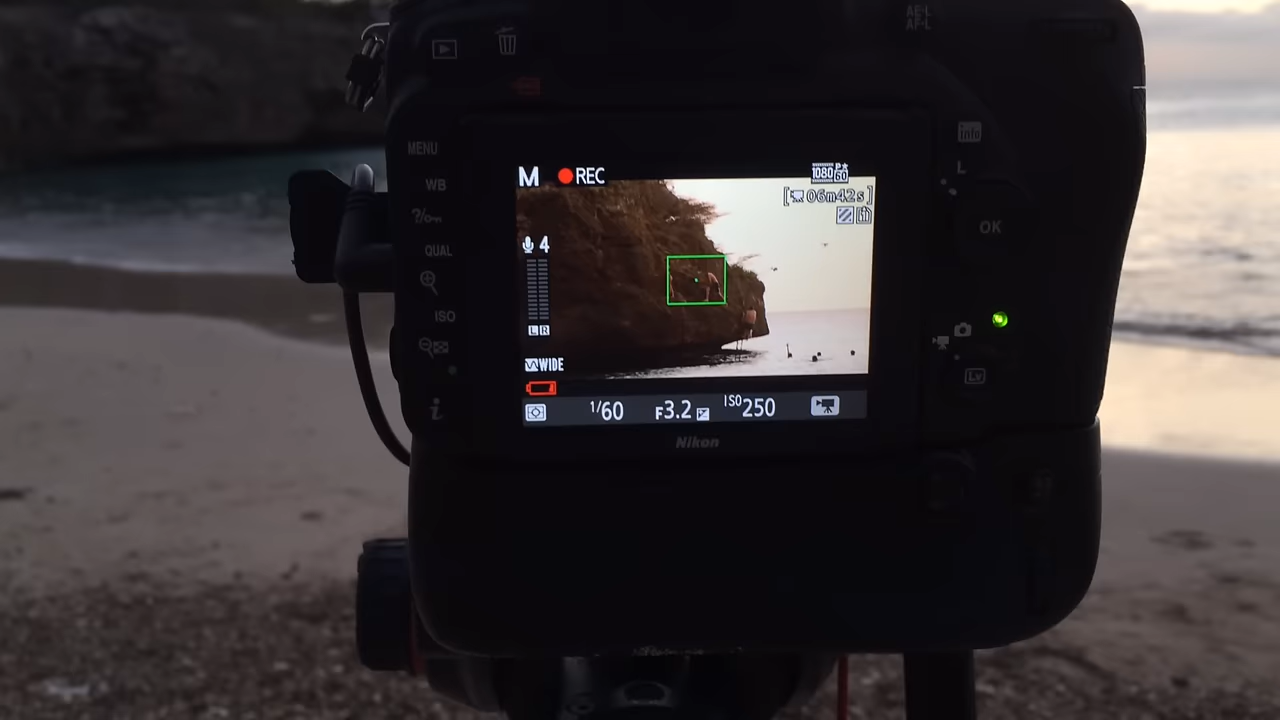 AE-L
AF-L
info
MENU
L
M REC 1080 P★ 60
[06m42s]
WB
?/
OK
4
QUAL
ISO
L R
WIDE
Lv
1/60 F3.2 ISO 250
i
Nikon